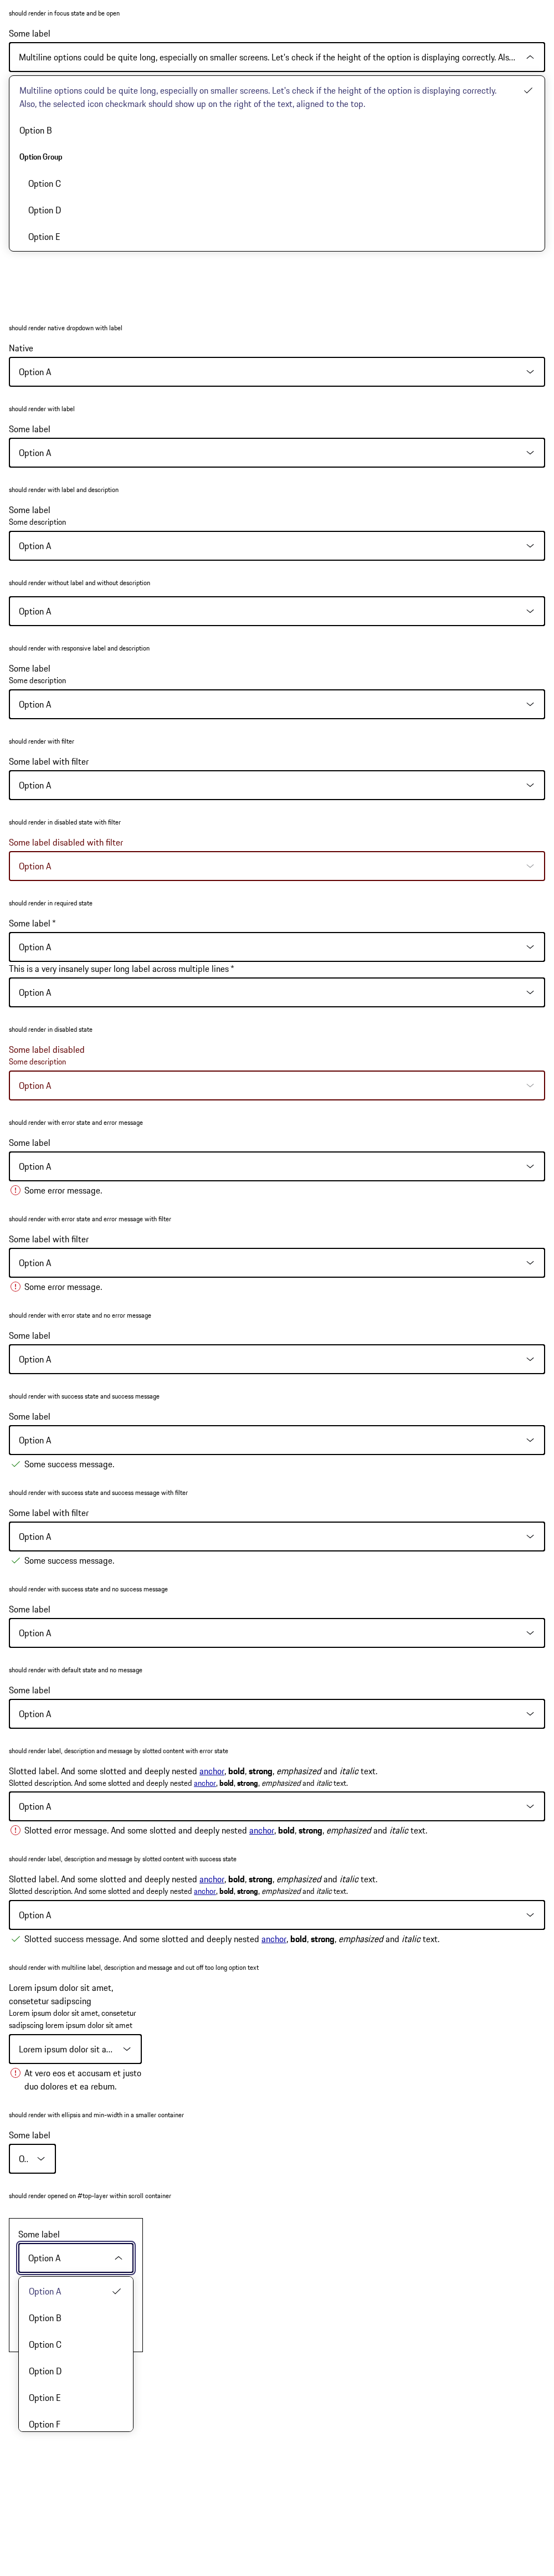 should render in focus state and be open
Some label
Multiline options could be quite long, especially on smaller screens. Let's check if the height of the option is displaying correctly. Als...
Multiline options could be quite long, especially on smaller screens. Let's check if the height of the option is displaying correctly.
Also, the selected icon checkmark should show up on the right of the text, aligned to the top.
Option B
Option Group
Option C
Option D
Option E
should render native dropdown with label
Native
Option A
should render with label
Some label
Option A
should render with label and description
Some label
Some description
Option A
should render without label and without description
Option A
should render with responsive label and description
Some label
Some description
Option A
should render with filter
Some label with filter
Option A
should render in disabled state with filter
Some label disabled with filter
Option A
should render in required state
Some label *
Option A
This is a very insanely super long label across multiple lines *
Option A
should render in disabled state
Some label disabled
Some description
Option A
should render with error state and error message
Some label
Option A
Some error message.
should render with error state and error message with filter
Some label with filter
Option A
Some error message.
should render with error state and no error message
Some label
Option A
should render with success state and success message
Some label
Option A
Some success message.
should render with success state and success message with filter
Some label with filter
Option A
Some success message.
should render with success state and no success message
Some label
Option A
should render with default state and no message
Some label
Option A
should render label, description and message by slotted content with error state
Slotted label. And some slotted and deeply nested anchor, bold, strong, emphasized and italic text.
Slotted description. And some slotted and deeply nested anchor, bold, strong, emphasized and italic text.
Option A
Slotted error message. And some slotted and deeply nested anchor, bold, strong, emphasized and italic text.
should render label, description and message by slotted content with success state
Slotted label. And some slotted and deeply nested anchor, bold, strong, emphasized and italic text.
Slotted description. And some slotted and deeply nested anchor, bold, strong, emphasized and italic text.
Option A
Slotted success message. And some slotted and deeply nested anchor, bold, strong, emphasized and italic text.
should render with multiline label, description and message and cut off too long option text
Lorem ipsum dolor sit amet,
consetetur sadipscing
Lorem ipsum dolor sit amet, consetetur
sadipscing lorem ipsum dolor sit amet
Lorem ipsum dolor sit a...
At vero eos et accusam et justo
duo dolores et ea rebum.
should render with ellipsis and min-width in a smaller container
Some label
O..
should render opened on #top-layer within scroll container
Some label
Option A
Option A
Option B
Option C
Option D
Option E
Option F